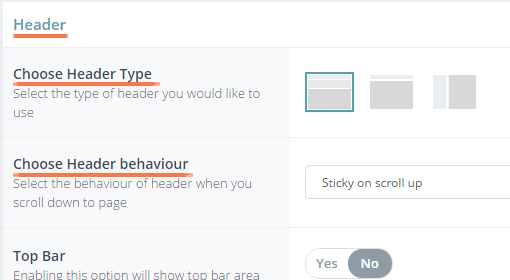 Header
Choose Header Type
Select the type of header you would like to
use
Choose Header behaviour
Select the behaviour of header when you
scroll down to page
Sticky on scroll up
Top Bar
Enabling this option will show top bar area
Yes No